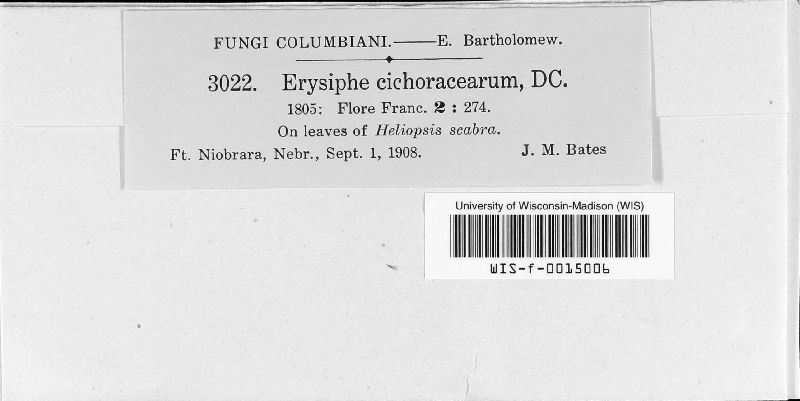 FUNGI COLUMBIANI.——E. Bartholomew.
3022. Erysiphe cichoracearum, DC.
1805: Flore Franc. 2 : 274.
On leaves of Heliopsis scabra.
Ft. Niobrara, Nebr., Sept. 1, 1908. J. M. Bates
University of Wisconsin-Madison (WIS)
WIS-f-0015006